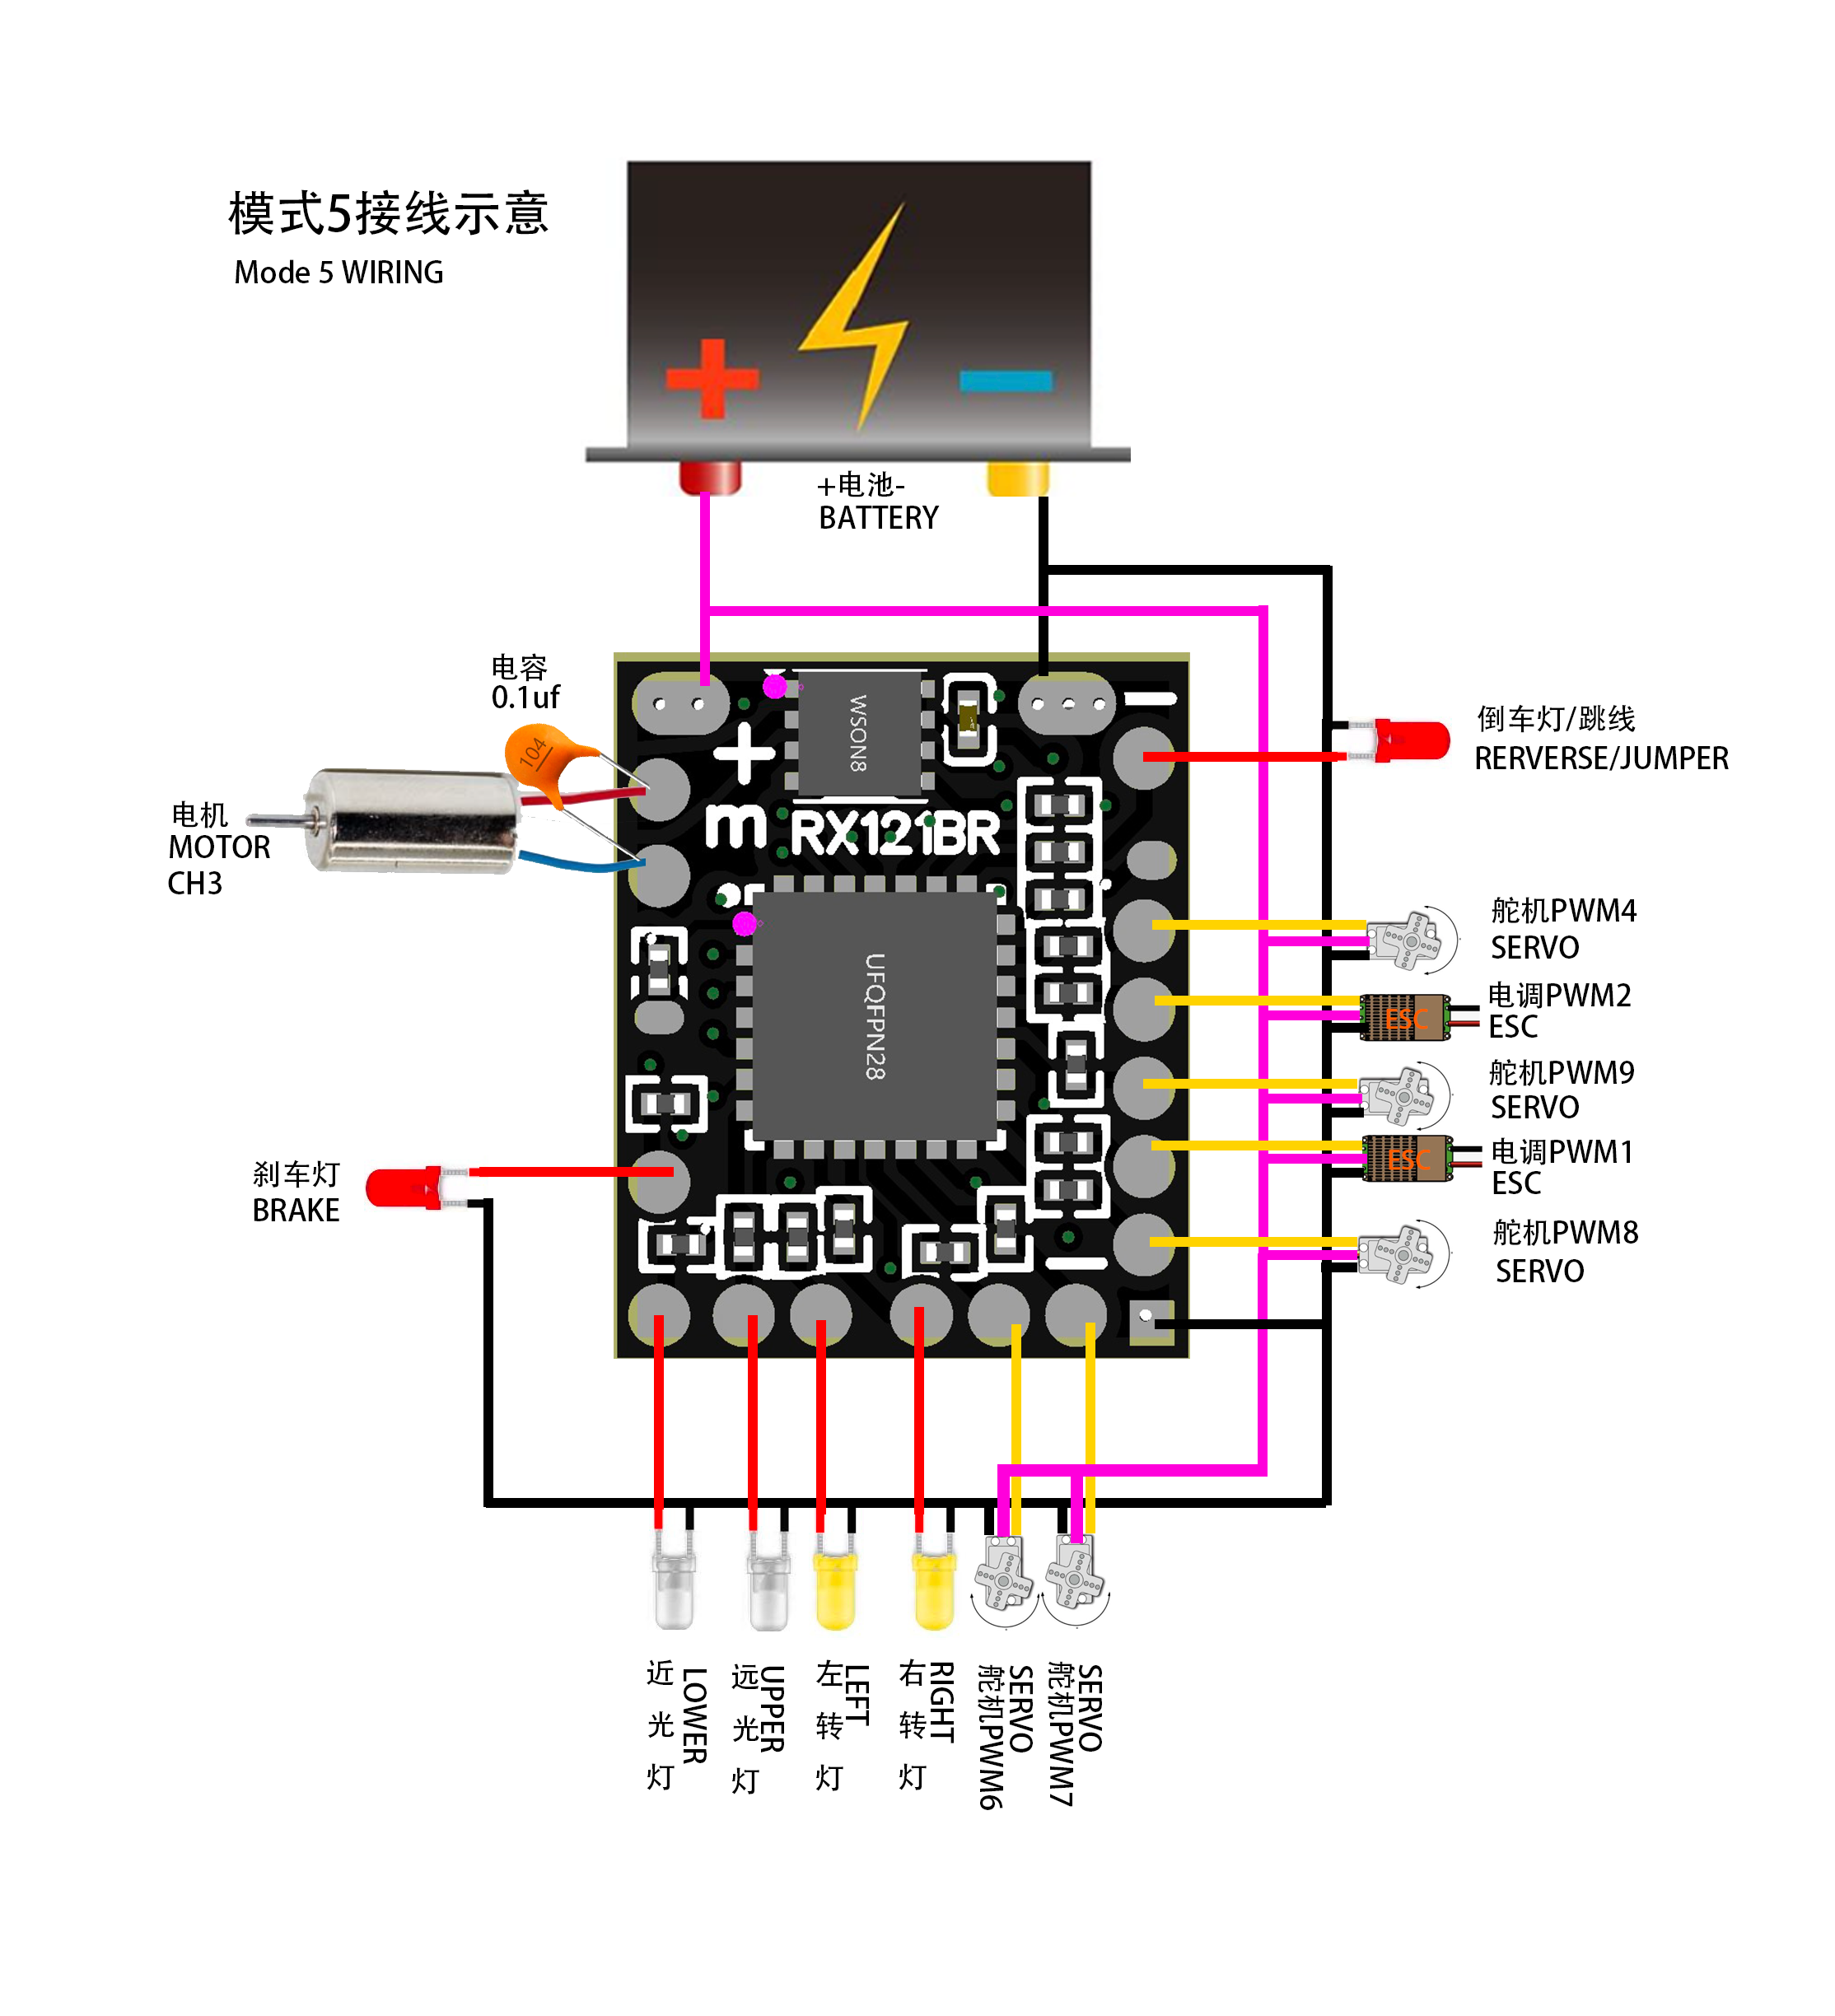 模式5接线示意
Mode 5 WIRING
+电池-
BATTERY
电容
0.1uf
104
电机
MOTOR
CH3
WSON8
m
RX121BR
UFQFPN28
倒车灯/跳线
RERVERSE/JUMPER
舵机PWM4
SERVO
ESC
电调PWM2
ESC
舵机PWM9
SERVO
ESC
电调PWM1
ESC
舵机PWM8
SERVO
刹车灯
BRAKE
近光灯
LOWER
远光灯
UPPER
左转灯
LEFT
右转灯
RIGHT
舵机PWM6
SERVO
舵机PWM7
SERVO